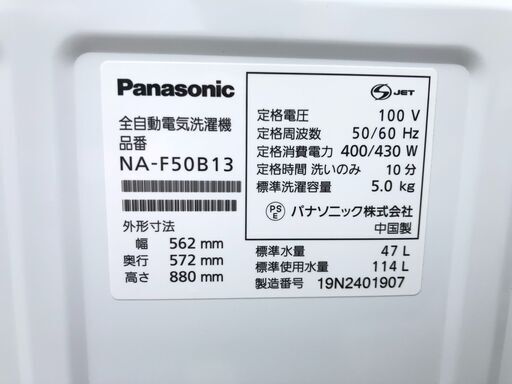 Panasonic
全自動電気洗濯機
品番
NA-F50B13
外形寸法
幅 562 mm
奥行 572 mm
高さ 880 mm
S JET
定格電圧 100 V
定格周波数 50/60 Hz
定格消費電力 400/430 W
定格時間 洗いのみ 10 分
標準洗濯容量 5.0 kg
PS E パナソニック株式会社
中国製
標準水量 47 L
標準使用水量 114 L
製造番号 19N2401907